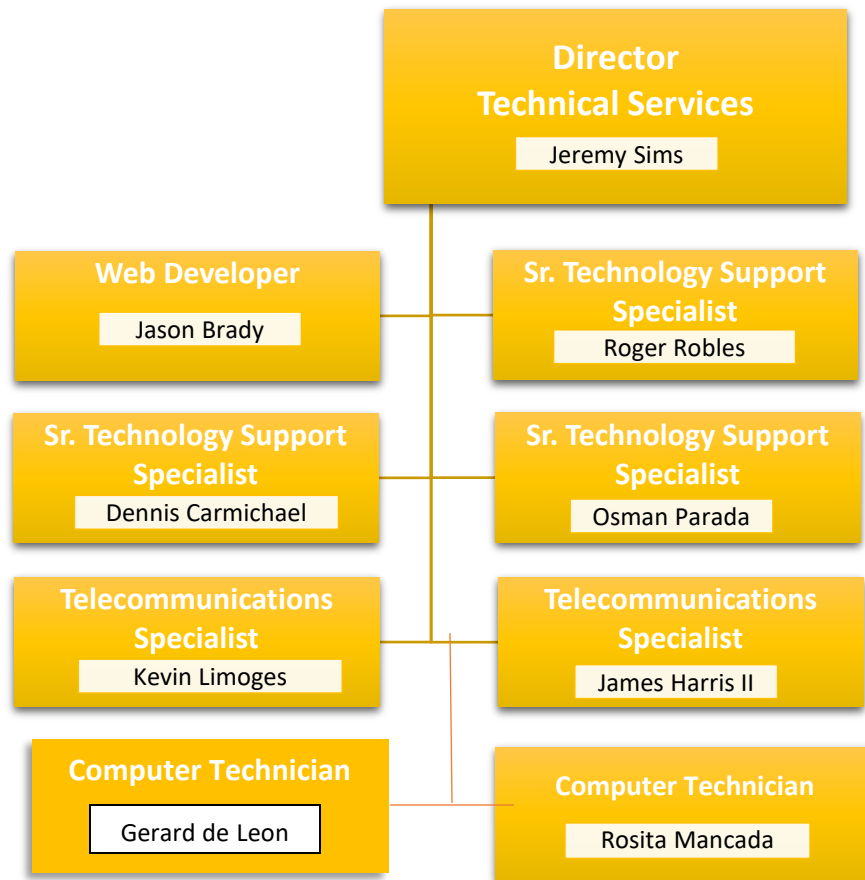 Director
Technical Services
Jeremy Sims
Web Developer
Jason Brady
Sr. Technology Support
Specialist
Roger Robles
Sr. Technology Support
Specialist
Dennis Carmichael
Sr. Technology Support
Specialist
Osman Parada
Telecommunications
Specialist
Kevin Limoges
Telecommunications
Specialist
James Harris II
Computer Technician
Gerard de Leon
Computer Technician
Rosita Mancada